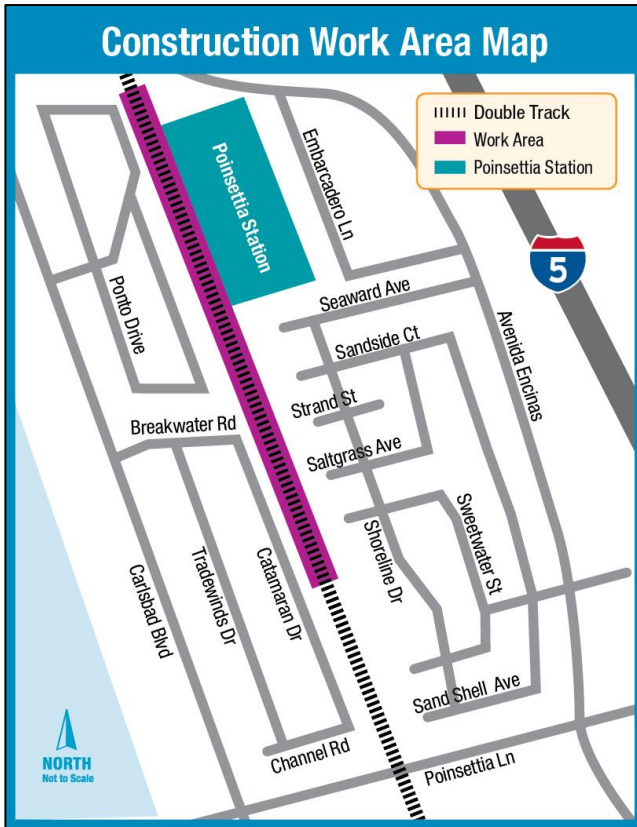 Construction Work Area Map
Double Track
Work Area
Poinsettia Station
5
Poinsettia Station
Embarcadero Ln
Seaward Ave
Ponto Drive
Sandside Ct
Avenida Encinas
Strand St
Breakwater Rd
Saltgrass Ave
Sweetwater St
Shoreline Dr
Catamaran Dr
Tradewinds Dr
Carlsbad Blvd
Sand Shell Ave
Channel Rd
Poinsettia Ln
NORTH
Not to Scale